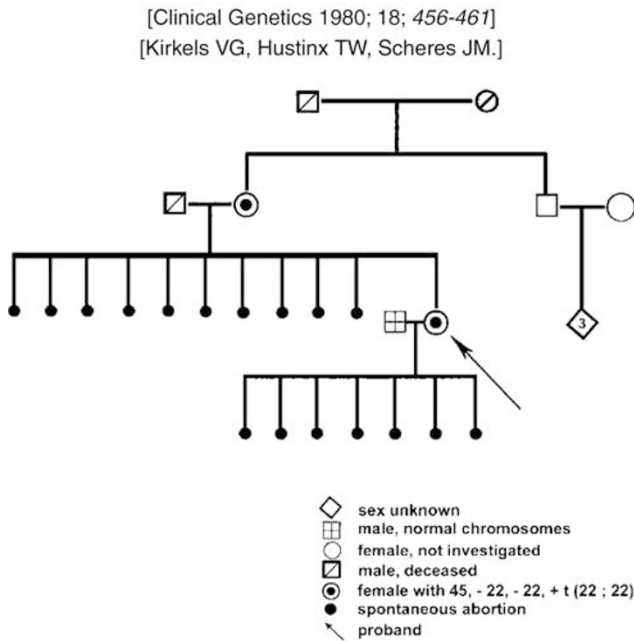 [Clinical Genetics 1980; 18; 456-461]
[Kirkels VG, Hustinx TW, Scheres JM.]
3
sex unknown
male, normal chromosomes
female, not investigated
male, deceased
female with 45, - 22, - 22, + t (22 ; 22)
spontaneous abortion
proband